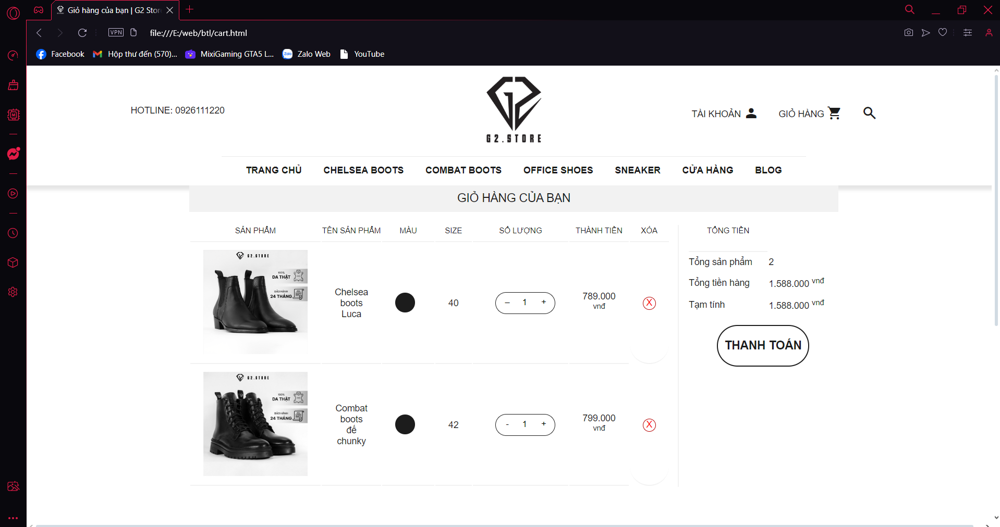 Giỏ hàng của bạn | G2 Stor
VPN
file:///E:/web/btl/cart.html
Facebook
Hộp thư đến (570)...
MixiGaming GTA5 L...
Zalo Web
YouTube
HOTLINE: 0926111220
G2.STORE
TÀI KHOẢN
GIỎ HÀNG
TRANG CHỦ
CHELSEA BOOTS
COMBAT BOOTS
OFFICE SHOES
SNEAKER
CỬA HÀNG
BLOG
GIỎ HÀNG CỦA BẠN
SẢN PHẨM
TÊN SẢN PHẨM
MÀU
SIZE
SỐ LƯỢNG
THÀNH TIỀN
XÓA
TỔNG TIỀN
G2.STORE
100%
DA THẬT
BẢO HÀNH
24 THÁNG
Chelsea
boots
Luca
40
– 1 +
789.000
vnđ
X
Tổng sản phẩm 2
Tổng tiền hàng 1.588.000 vnđ
Tạm tính 1.588.000 vnđ
THANH TOÁN
G2.STORE
100%
DA THẬT
BẢO HÀNH
24 THÁNG
Combat
boots
đế
chunky
42
- 1 +
799.000
vnđ
X